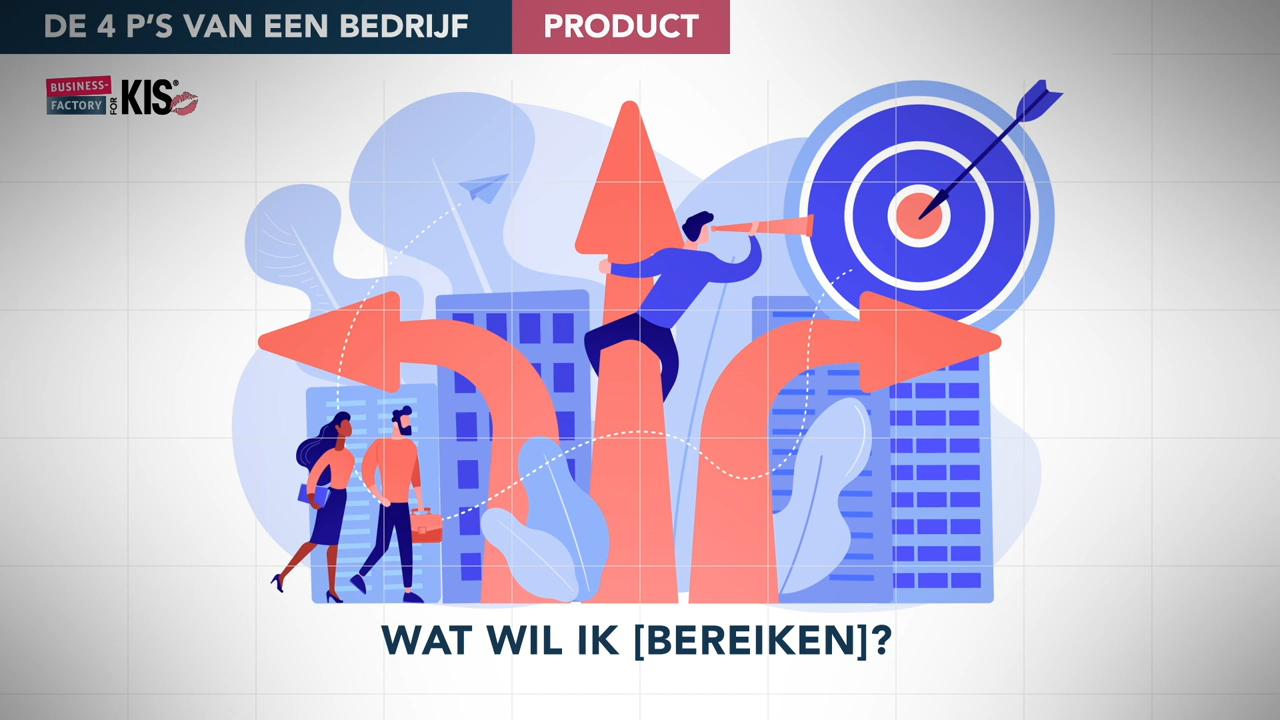 DE 4 P'S VAN EEN BEDRIJF
PRODUCT
BUSINESS-
FACTORY
FOR
KIS®
WAT WIL IK [BEREIKEN]?